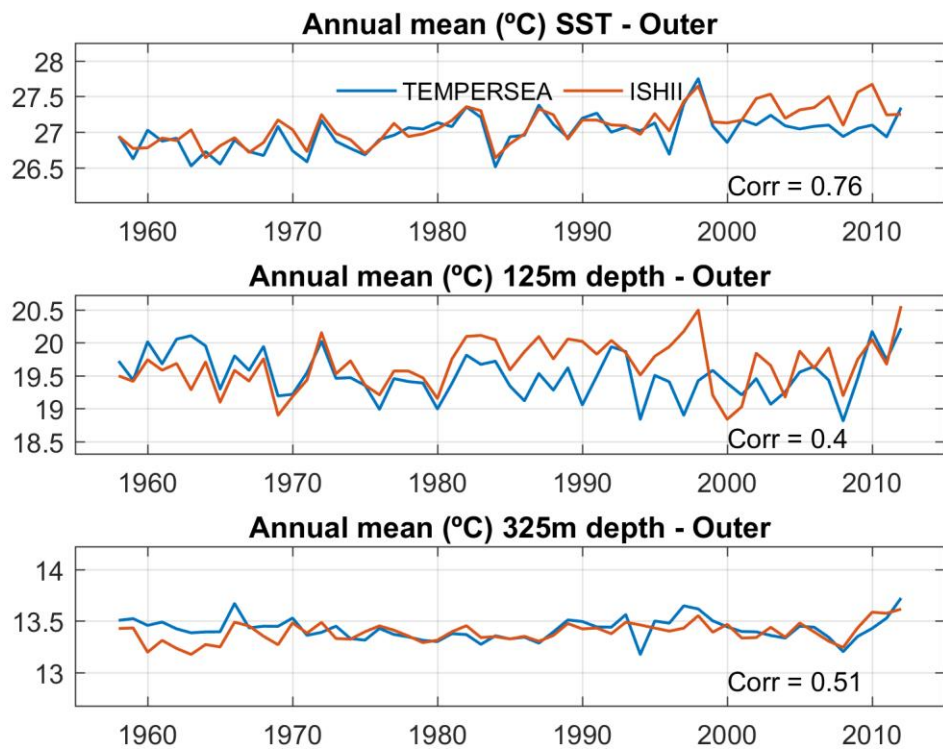 Annual mean (ºC) SST - Outer
28
27.5
27
26.5
TEMPERSEA ISHII
Corr = 0.76
1960 1970 1980 1990 2000 2010
Annual mean (ºC) 125m depth - Outer
20.5
20
19.5
19
18.5
Corr = 0.4
1960 1970 1980 1990 2000 2010
Annual mean (ºC) 325m depth - Outer
14
13.5
13
Corr = 0.51
1960 1970 1980 1990 2000 2010